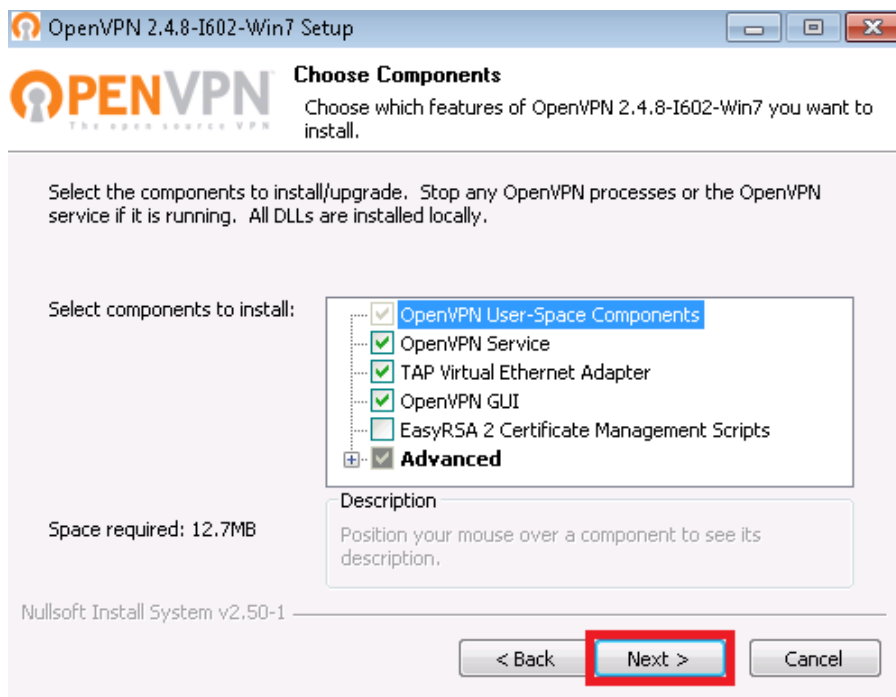 OpenVPN 2.4.8-I602-Win7 Setup
OPENVPN
The open source VPN
Choose Components
Choose which features of OpenVPN 2.4.8-I602-Win7 you want to
install.
Select the components to install/upgrade. Stop any OpenVPN processes or the OpenVPN
service if it is running. All DLLs are installed locally.
Select components to install:
OpenVPN User-Space Components
OpenVPN Service
TAP Virtual Ethernet Adapter
OpenVPN GUI
EasyRSA 2 Certificate Management Scripts
Advanced
Space required: 12.7MB
Description
Position your mouse over a component to see its
description.
Nullsoft Install System v2.50-1
< Back
Next >
Cancel